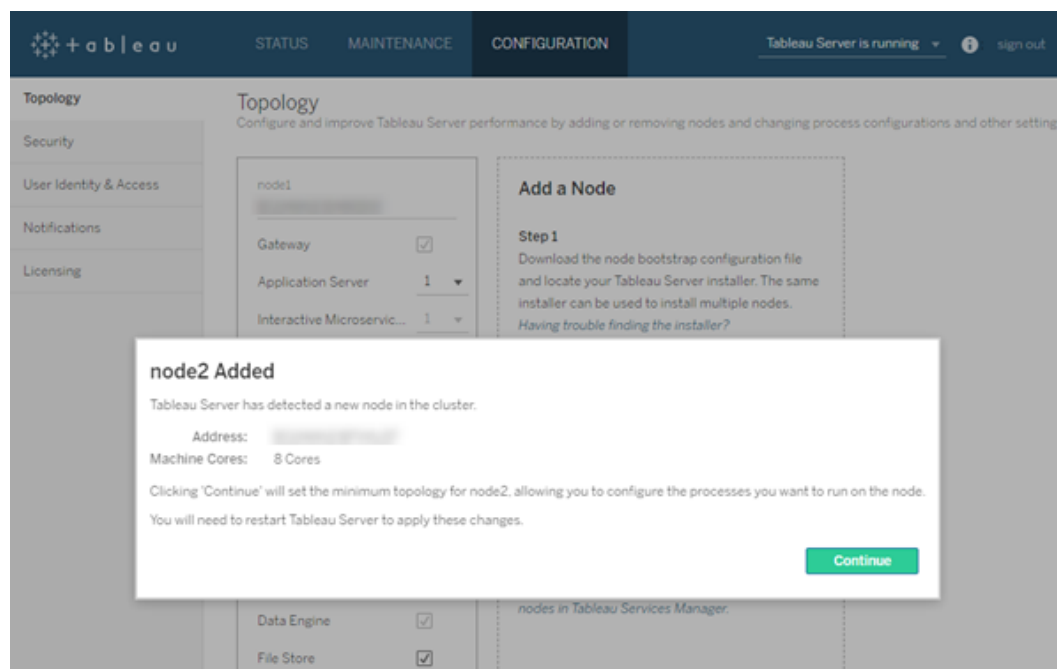 + a b l e a u
STATUS MAINTENANCE CONFIGURATION Tableau Server is running sign out
Topology
Security
User Identity & Access
Notifications
Licensing
Topology
Configure and improve Tableau Server performance by adding or removing nodes and changing process configurations and other setting
node1
Gateway
Application Server 1
Interactive Microservic... 1
Add a Node
Step 1
Download the node bootstrap configuration file
and locate your Tableau Server installer. The same
installer can be used to install multiple nodes.
Having trouble finding the installer?
node2 Added
Tableau Server has detected a new node in the cluster.
Address:
Machine Cores: 8 Cores
Clicking 'Continue' will set the minimum topology for node2, allowing you to configure the processes you want to run on the node.
You will need to restart Tableau Server to apply these changes.
Continue
Data Engine
File Store
nodes in Tableau Services Manager.